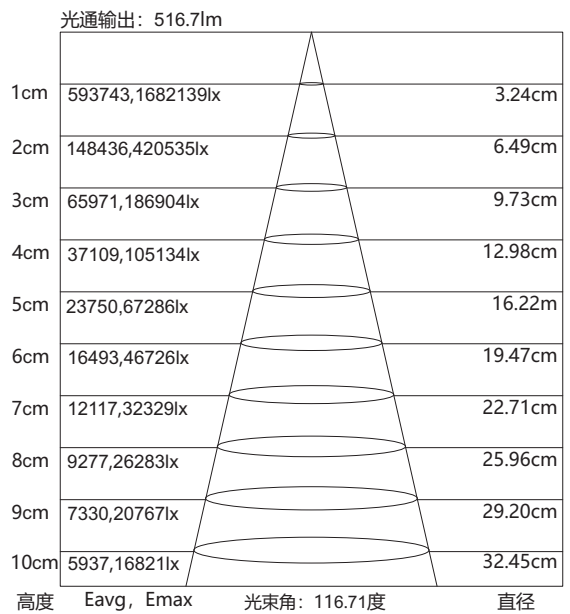 光通输出：516.7lm
1cm 593743,1682139lx 3.24cm
2cm 148436,420535lx 6.49cm
3cm 65971,186904lx 9.73cm
4cm 37109,105134lx 12.98cm
5cm 23750,67286lx 16.22m
6cm 16493,46726lx 19.47cm
7cm 12117,32329lx 22.71cm
8cm 9277,26283lx 25.96cm
9cm 7330,20767lx 29.20cm
10cm 5937,16821lx 32.45cm
高度 Eavg，Emax 光束角：116.71度 直径